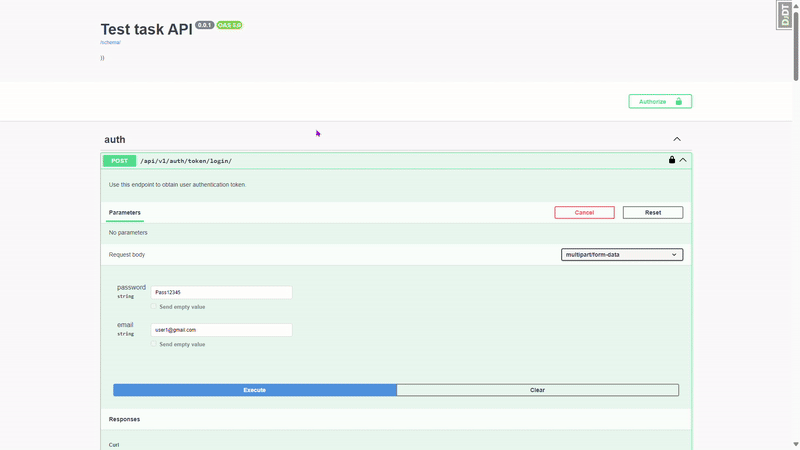 Test task API 0.0.1 OAS 3.0
/schema/
))
DJDT
Authorize
auth
POST /api/v1/auth/token/login/
Use this endpoint to obtain user authentication token.
Parameters
Cancel
Reset
No parameters
Request body
multipart/form-data
password
string
Pass12345
Send empty value
email
string
user1@gmail.com
Send empty value
Execute
Clear
Responses
Curl